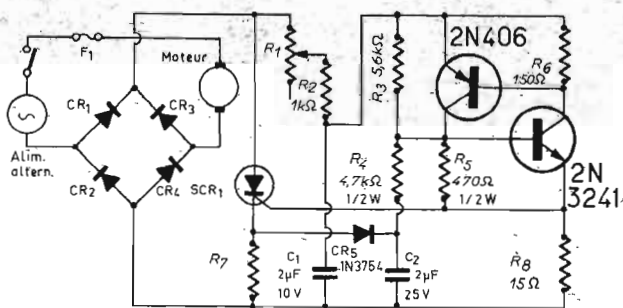 F1
Moteur
Alim.
altern.
CR1
CR3
CR2
CR4
SCR1
R1
R2
1kΩ
R3 5,6kΩ
2N406
R6
150Ω
2N
3241
R4
4,7kΩ
1/2W
R5
470Ω
1/2W
R7
C1
2µF
10V
CR5
1N3754
C2
2µF
25V
R8
15Ω